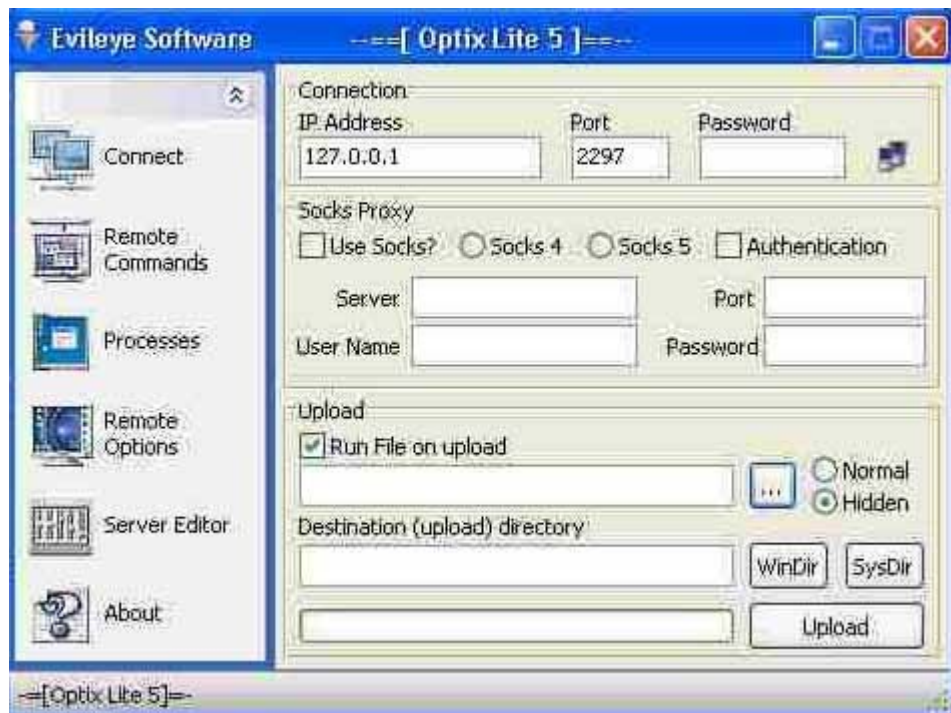 Evileye Software --==[ Optix Lite 5 ]==--
Connect
Remote
Commands
Processes
Remote
Options
Server Editor
About
Connection
IP Address Port Password
127.0.0.1 2297
Socks Proxy
Use Socks? Socks 4 Socks 5 Authentication
Server Port
User Name Password
Upload
Run File on upload
... Normal
Hidden
Destination (upload) directory
WinDir SysDir
Upload
-=[Optix Lite 5]=-